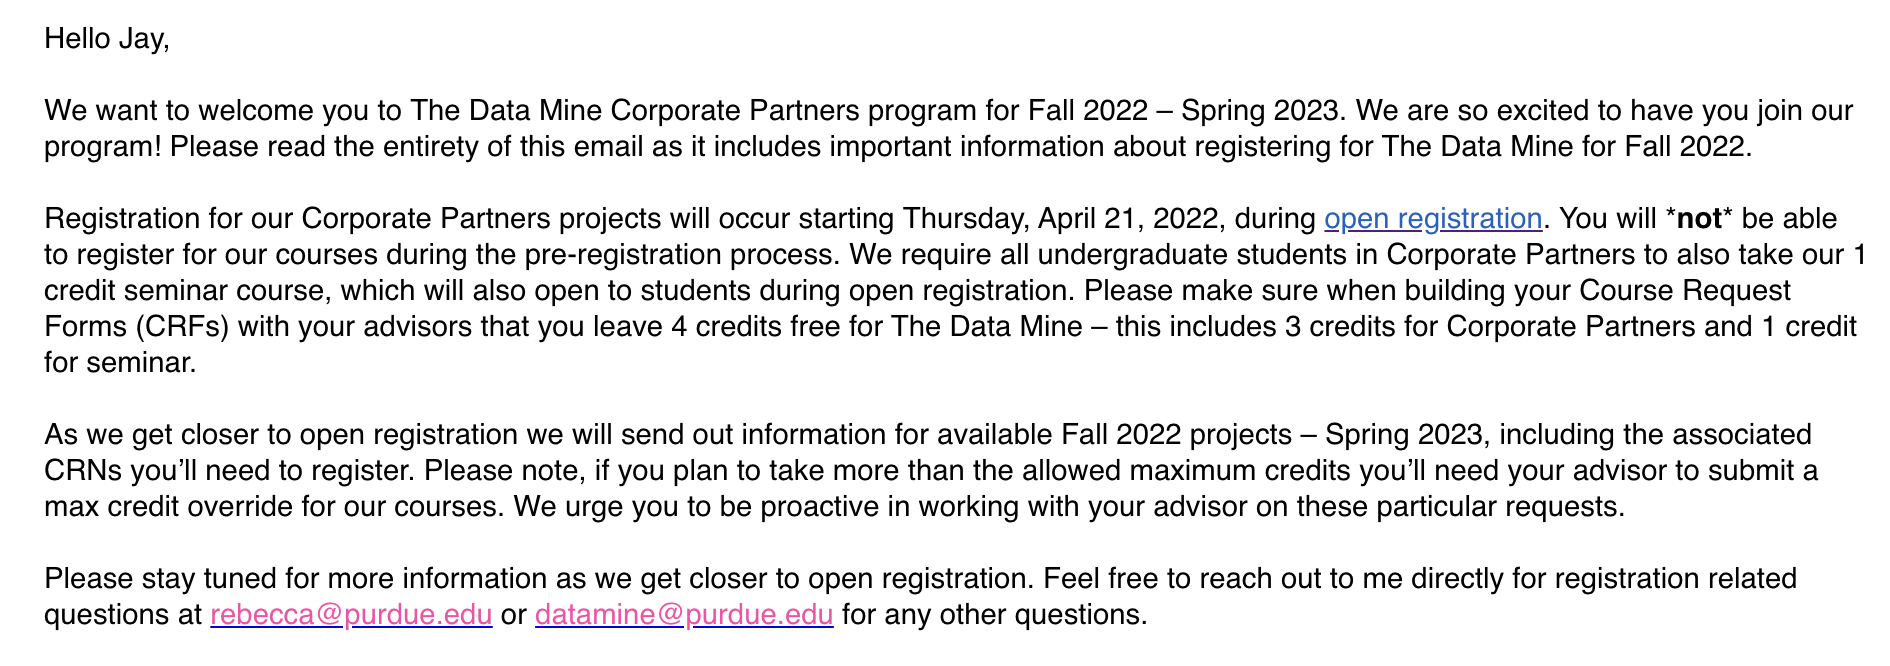 Hello Jay,
We want to welcome you to The Data Mine Corporate Partners program for Fall 2022 – Spring 2023. We are so excited to have you join our
program! Please read the entirety of this email as it includes important information about registering for The Data Mine for Fall 2022.
Registration for our Corporate Partners projects will occur starting Thursday, April 21, 2022, during open registration. You will *not* be able
to register for our courses during the pre-registration process. We require all undergraduate students in Corporate Partners to also take our 1
credit seminar course, which will also open to students during open registration. Please make sure when building your Course Request
Forms (CRFs) with your advisors that you leave 4 credits free for The Data Mine – this includes 3 credits for Corporate Partners and 1 credit
for seminar.
As we get closer to open registration we will send out information for available Fall 2022 projects – Spring 2023, including the associated
CRNs you’ll need to register. Please note, if you plan to take more than the allowed maximum credits you’ll need your advisor to submit a
max credit override for our courses. We urge you to be proactive in working with your advisor on these particular requests.
Please stay tuned for more information as we get closer to open registration. Feel free to reach out to me directly for registration related
questions at rebecca@purdue.edu or datamine@purdue.edu for any other questions.